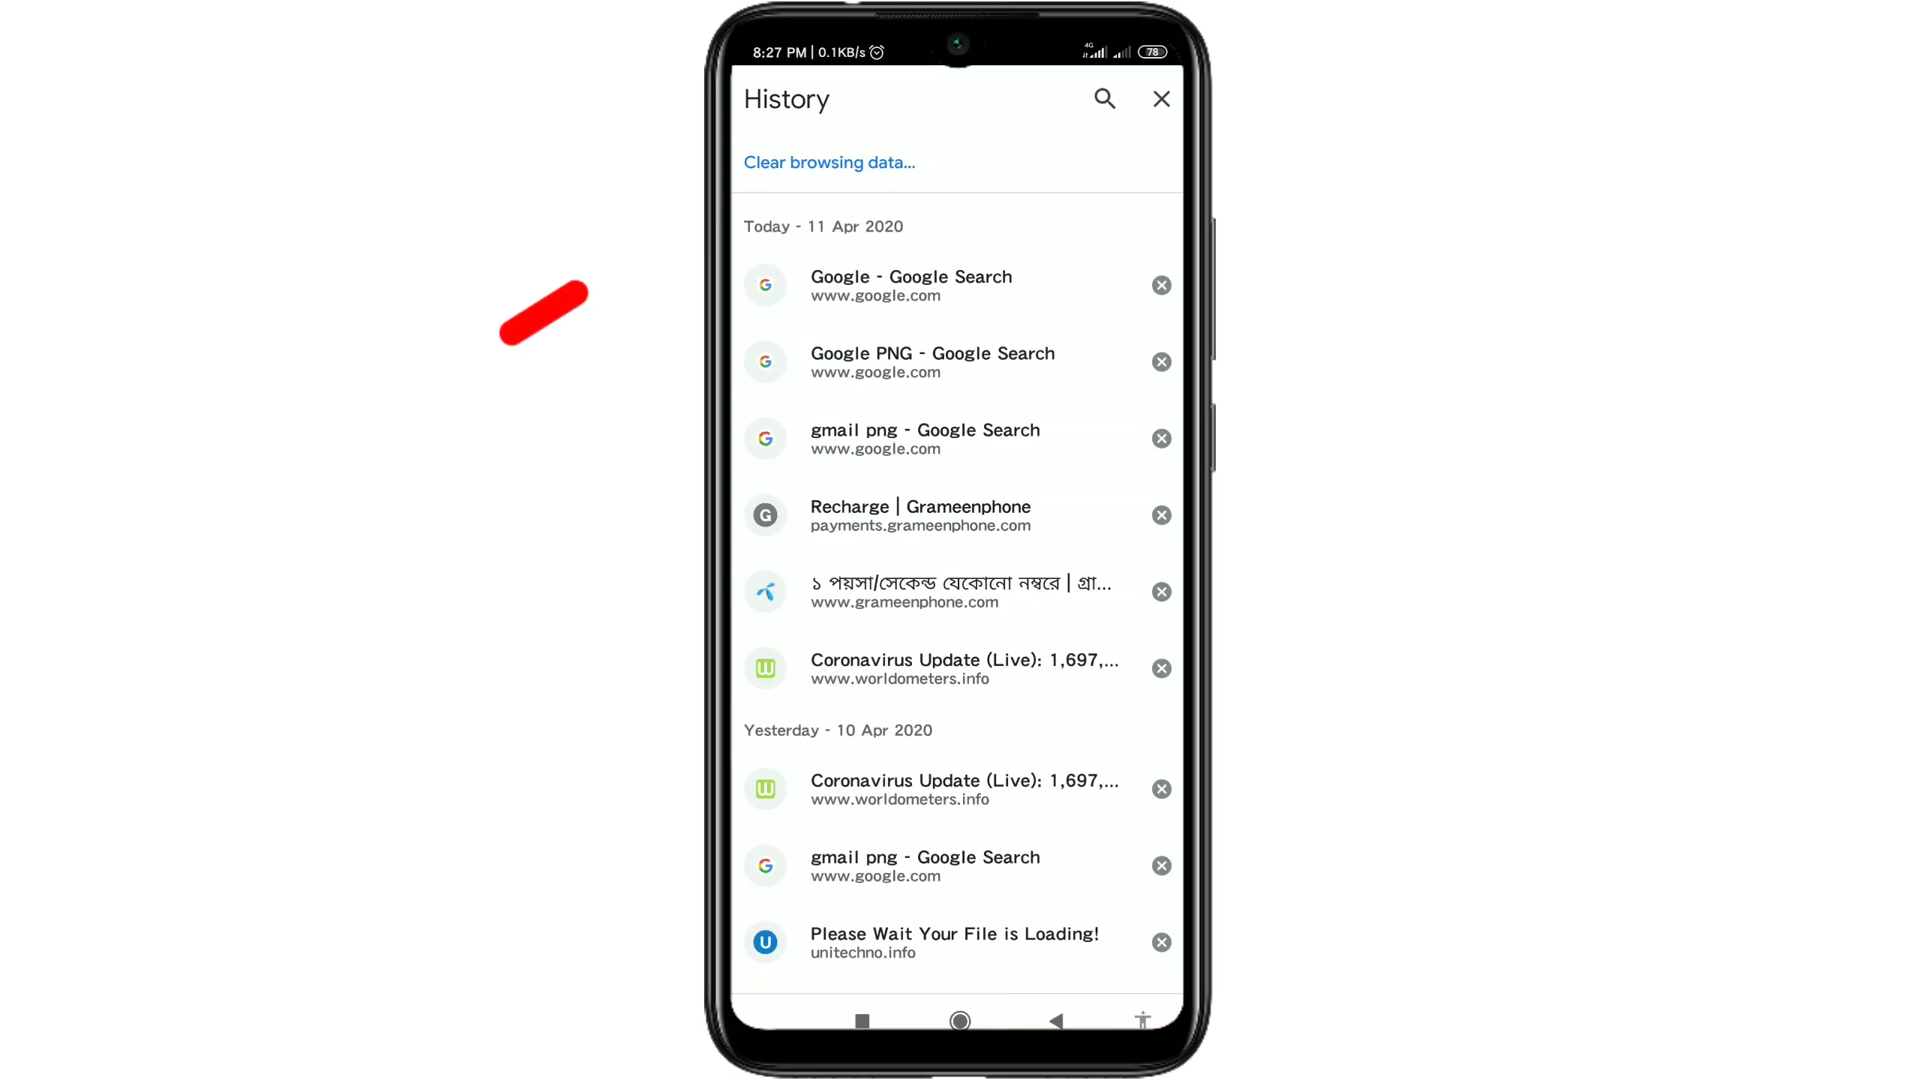 8:27 PM | 0.1KB/s
4G
78
History
Clear browsing data...
Today - 11 Apr 2020
Google - Google Search
www.google.com
Google PNG - Google Search
www.google.com
gmail png - Google Search
www.google.com
G
Recharge | Grameenphone
payments.grameenphone.com
১ পয়সা/সেকেন্ড যেকোনো নম্বরে | গ্রা...
www.grameenphone.com
Coronavirus Update (Live): 1,697,...
www.worldometers.info
Yesterday - 10 Apr 2020
Coronavirus Update (Live): 1,697,...
www.worldometers.info
gmail png - Google Search
www.google.com
U
Please Wait Your File is Loading!
unitechno.info